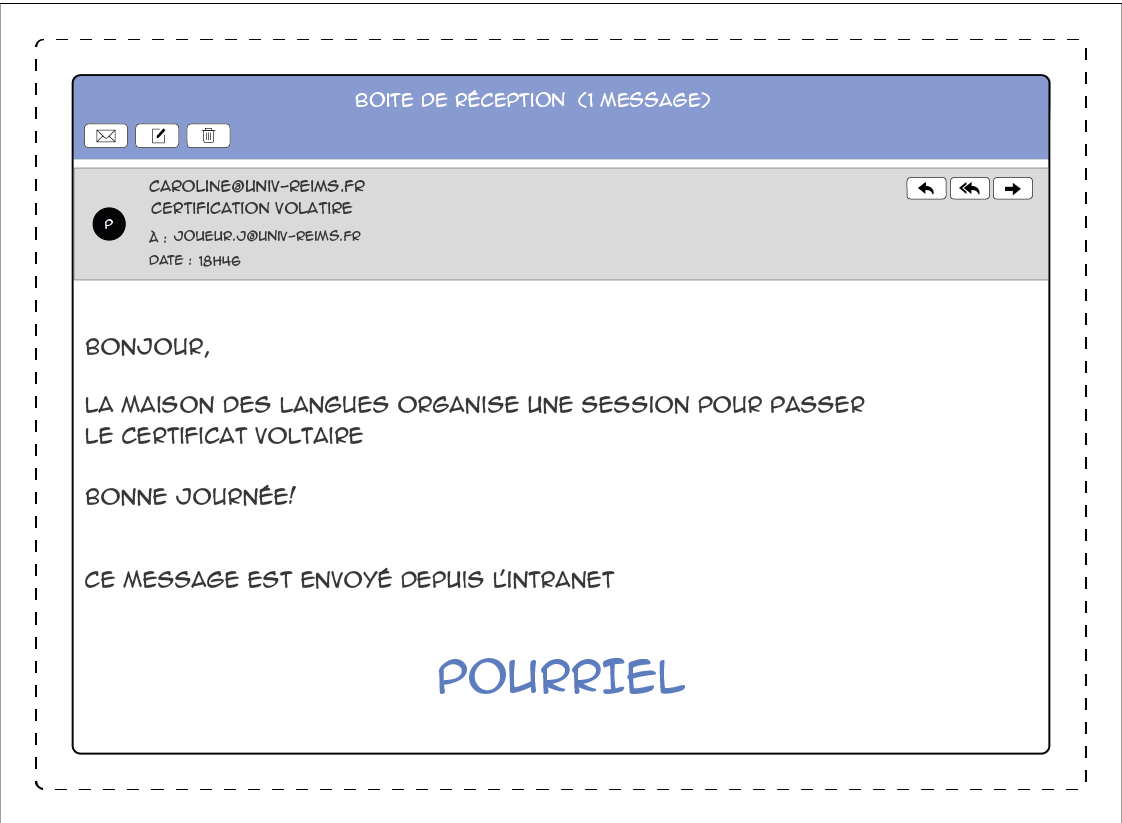 BOITE DE RÉCEPTION (1 MESSAGE)
CAROLINE@UNIV-REIMS.FR
CERTIFICATION VOLATIRE
P
À : JOUEUR.J@UNIV-REIMS.FR
DATE : 18H46
BONJOUR,
LA MAISON DES LANGUES ORGANISE UNE SESSION POUR PASSER
LE CERTIFICAT VOLTAIRE
BONNE JOURNÉE!
CE MESSAGE EST ENVOYÉ DEPUIS L'INTRANET
POURRIEL